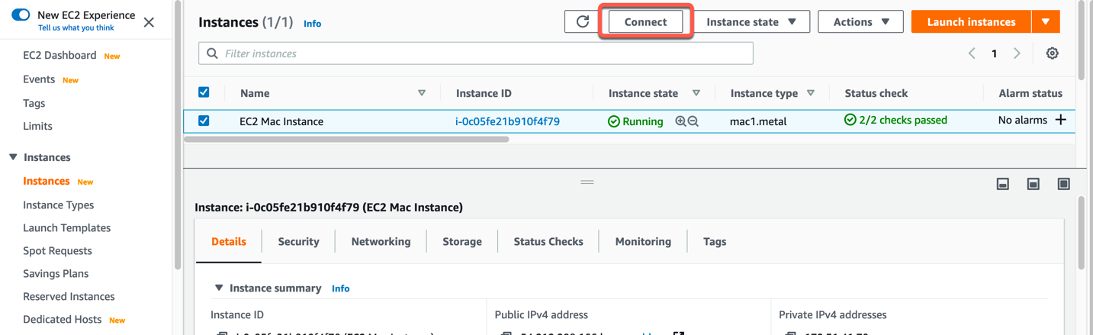 New EC2 Experience
Tell us what you think
EC2 Dashboard New
Events New
Tags
Limits
Instances
Instances New
Instance Types
Launch Templates
Spot Requests
Savings Plans
Reserved Instances
Dedicated Hosts New
Instances (1/1) Info
Connect
Instance state
Actions
Launch instances
Filter instances
1
Name Instance ID Instance state Instance type Status check Alarm status
EC2 Mac Instance i-0c05fe21b910f4f79 Running mac1.metal 2/2 checks passed No alarms
Instance: i-0c05fe21b910f4f79 (EC2 Mac Instance)
Details Security Networking Storage Status Checks Monitoring Tags
Instance summary Info
Instance ID Public IPv4 address Private IPv4 addresses